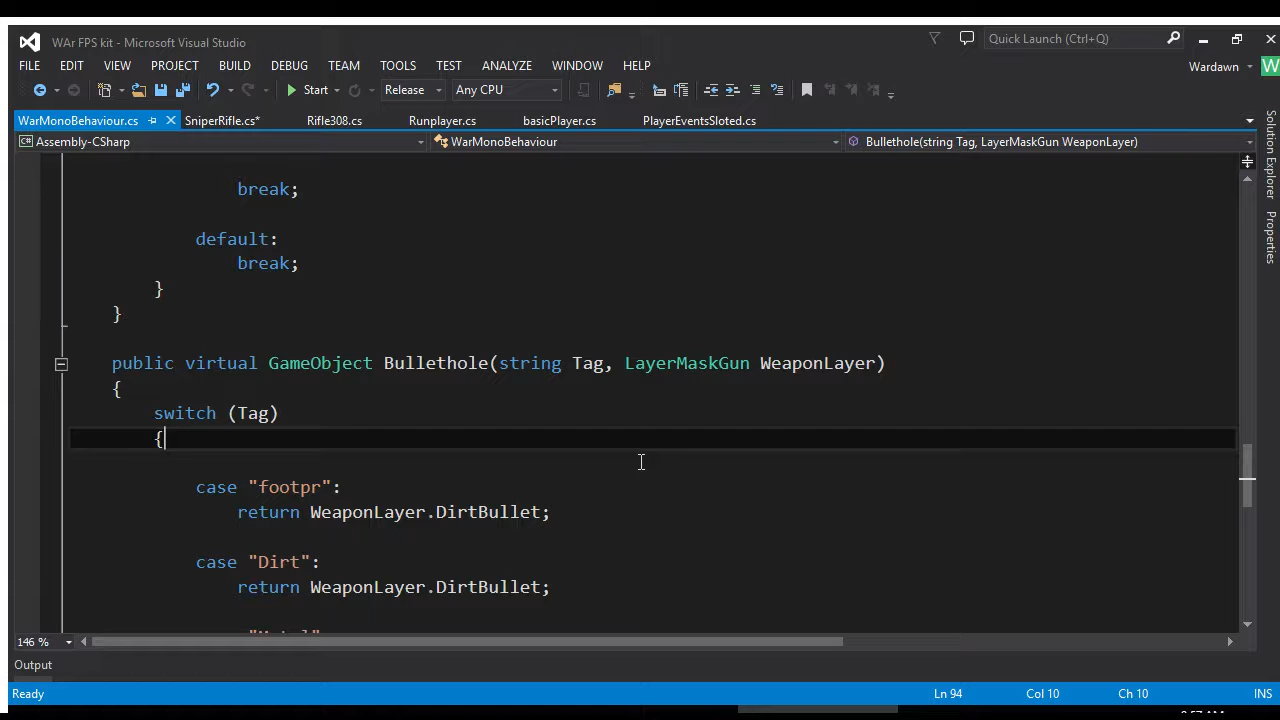 WAr FPS kit - Microsoft Visual Studio
Quick Launch (Ctrl+Q)
FILE EDIT VIEW PROJECT BUILD DEBUG TEAM TOOLS TEST ANALYZE WINDOW HELP
Wardawn W
Start Release Any CPU
WarMonoBehaviour.cs SniperRifle.cs* Rifle308.cs Runplayer.cs basicPlayer.cs PlayerEventsSloted.cs
Assembly-CSharp WarMonoBehaviour Bullethole(string Tag, LayerMaskGun WeaponLayer)
Solution Explorer
Properties
break;
default:
break;
}
}
public virtual GameObject Bullethole(string Tag, LayerMaskGun WeaponLayer)
{
switch (Tag)
{
case "footpr":
return WeaponLayer.DirtBullet;
case "Dirt":
return WeaponLayer.DirtBullet;
146 %
Output
Ready Ln 94 Col 10 Ch 10 INS